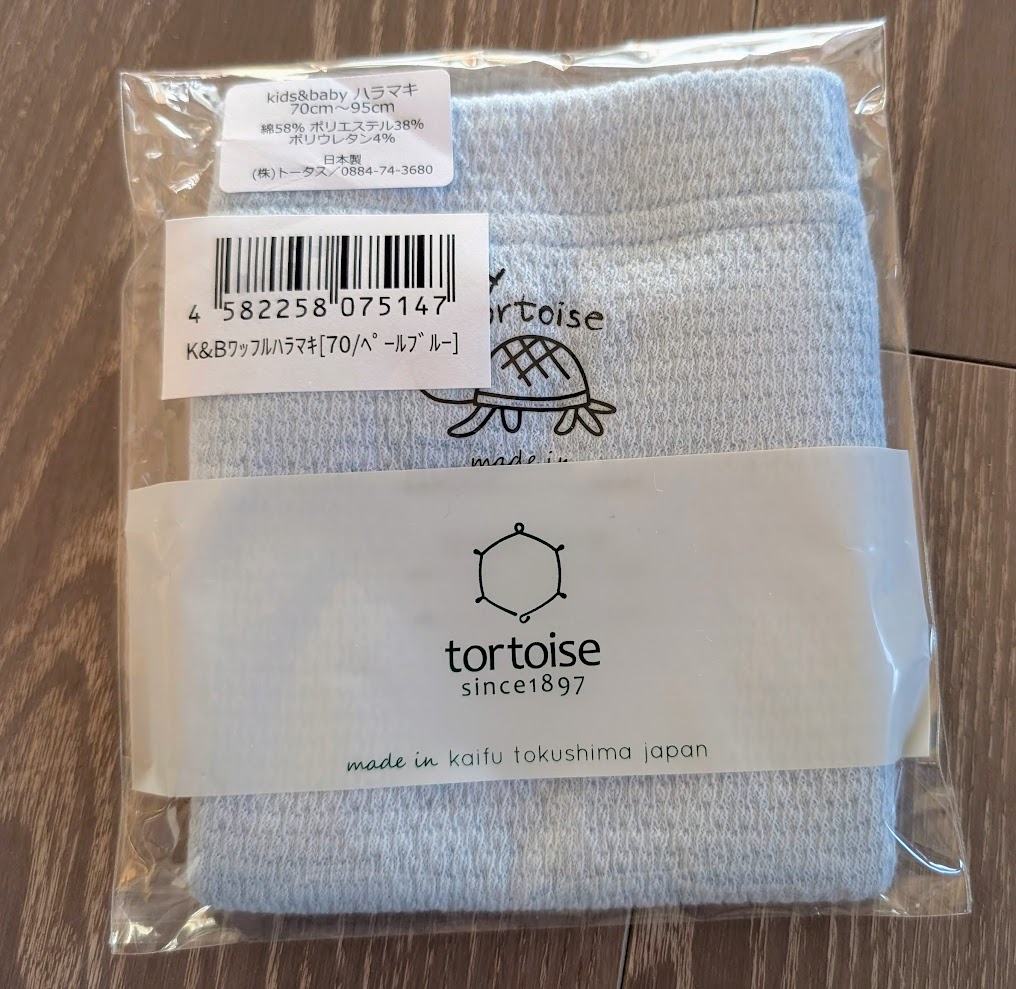 kids&baby ハラマキ
70cm～95cm
綿58% ポリエステル38%
ポリウレタン4%
日本製
(株)トータス／0884-74-3680
4 582258 075147
K&Bﾜｯﾌﾙﾊﾗﾏｷ[70/ﾍﾟｰﾙﾌﾞﾙｰ]
ortoise
made in
tortoise
since1897
made in kaifu tokushima japan